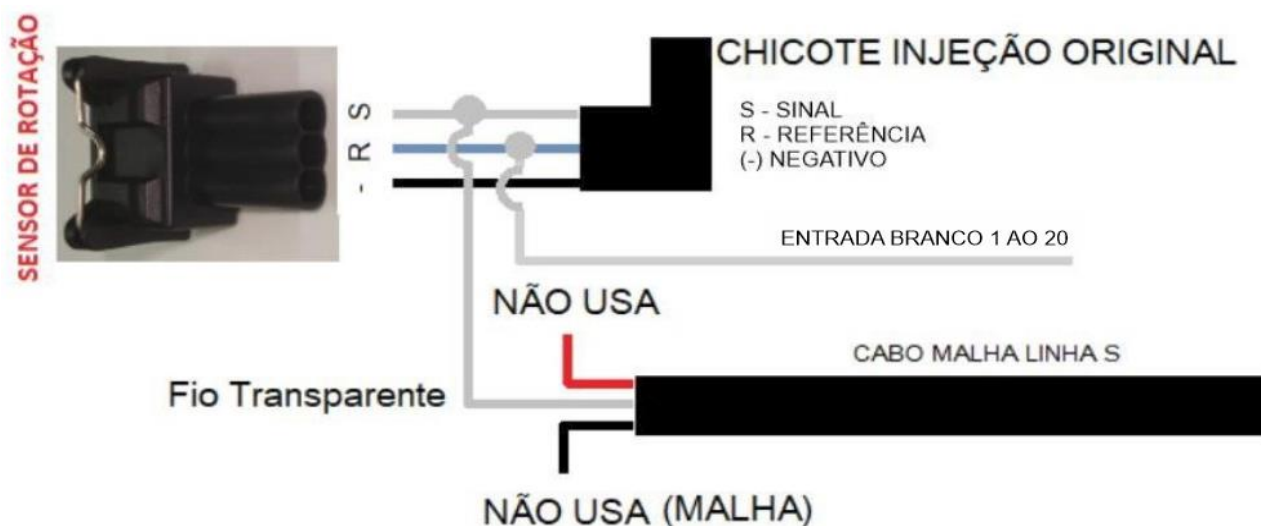 SENSOR DE ROTAÇÃO
S
R
-
CHICOTE INJEÇÃO ORIGINAL
S - SINAL
R - REFERÊNCIA
(-) NEGATIVO
ENTRADA BRANCO 1 AO 20
NÃO USA
CABO MALHA LINHA S
Fio Transparente
NÃO USA (MALHA)